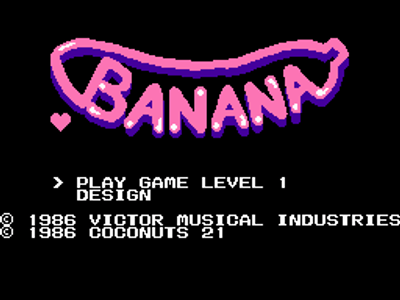 BANANA
> PLAY GAME LEVEL 1
DESIGN
© 1986 VICTOR MUSICAL INDUSTRIES
© 1986 COCONUTS 21